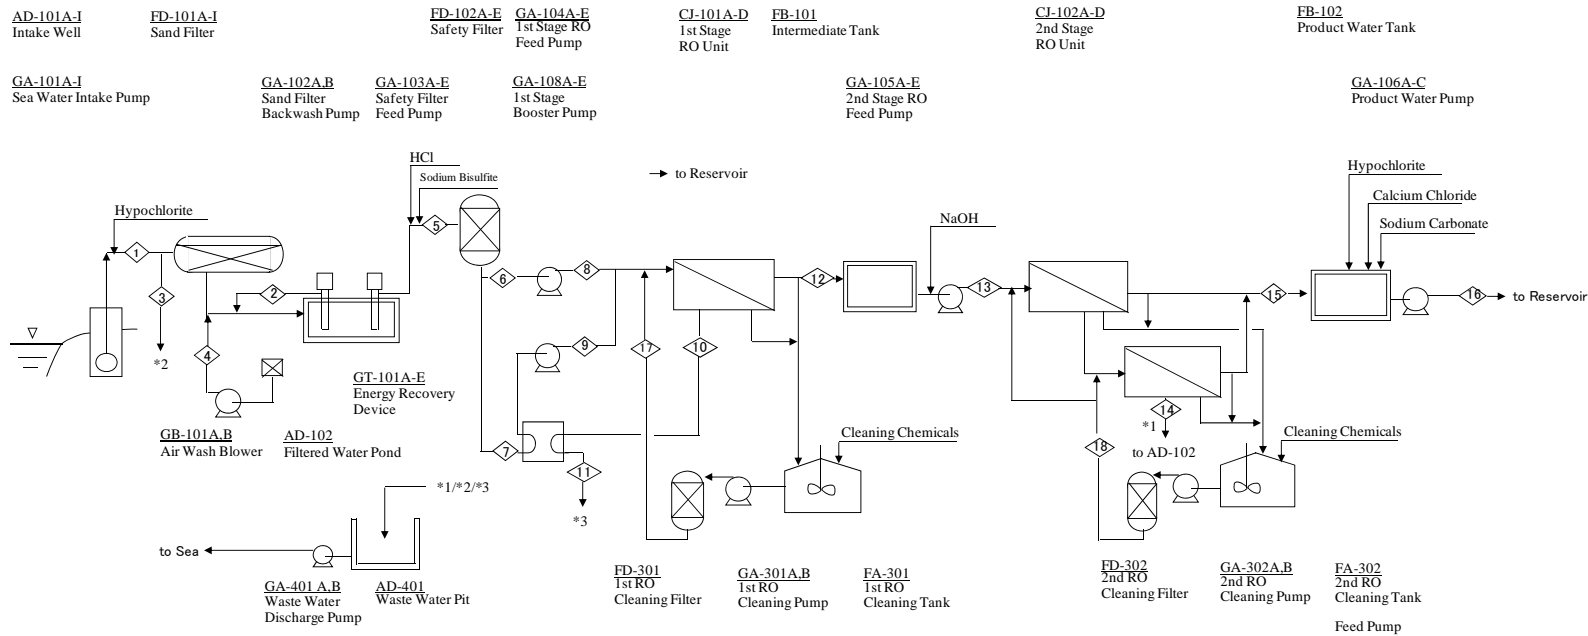 AD-101A-I
Intake Well
FD-101A-I
Sand Filter
FD-102A-E
Safety Filter
GA-104A-E
1st Stage RO
Feed Pump
CJ-101A-D
1st Stage
RO Unit
FB-101
Intermediate Tank
CJ-102A-D
2nd Stage
RO Unit
FB-102
Product Water Tank
GA-101A-I
Sea Water Intake Pump
GA-102A,B
Sand Filter
Backwash Pump
GA-103A-E
Safety Filter
Feed Pump
GA-108A-E
1st Stage
Booster Pump
GA-105A-E
2nd Stage RO
Feed Pump
GA-106A-C
Product Water Pump
HCl
Sodium Bisulfite
to Reservoir
Hypochlorite
Calcium Chloride
Sodium Carbonate
Hypochlorite
NaOH
1
2
3
4
5
6
7
8
9
10
11
12
13
14
15
16
17
18
to Reservoir
*2
*1
to AD-102
*3
GT-101A-E
Energy Recovery
Device
GB-101A,B
Air Wash Blower
AD-102
Filtered Water Pond
Cleaning Chemicals
Cleaning Chemicals
*1/*2/*3
to Sea
GA-401 A,B
Waste Water
Discharge Pump
AD-401
Waste Water Pit
FD-301
1st RO
Cleaning Filter
GA-301A,B
1st RO
Cleaning Pump
FA-301
1st RO
Cleaning Tank
FD-302
2nd RO
Cleaning Filter
GA-302A,B
2nd RO
Cleaning Pump
FA-302
2nd RO
Cleaning Tank
Feed Pump